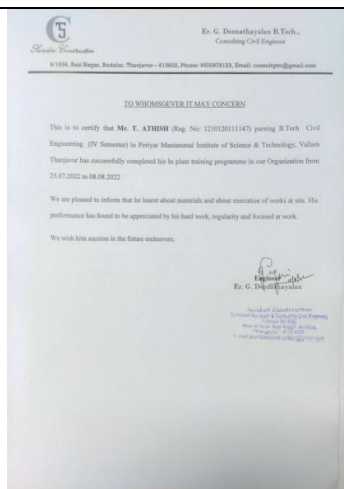 Er. G. Deenathayalan B.Tech.,
Consulting Civil Engineer
Construction
TO WHOMSOEVER IT MAY CONCERN
This is to certify that Mr. T. ATHISH (Reg. No: 1210120111147) pursing B.Tech Civil
Engineering (IV Semester) in Periyar Maniammai Institute of Science & Technology, Vallam
Thanjavur has successfully completed his In plant training programme in our Organization from
25.07.2022 to 08.08.2022
We are pleased to inform that he learnt about materials and about execution of works at site. His
performance has found to be appreciated by his hard work, regularity and focused at work.
We wish him success in the future endeavors.
Engineer
Er. G. Deenathayalan
Construction